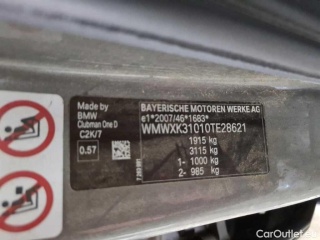 Made by
BMW
Clubman One D
C2K/7
0.57
BAYERISCHE MOTOREN WERKE AG
e1*2007/46*1683*
WMWXK31010TE28621
1915 kg
3115 kg
1- 1000 kg
2- 985 kg
CarOutlet.